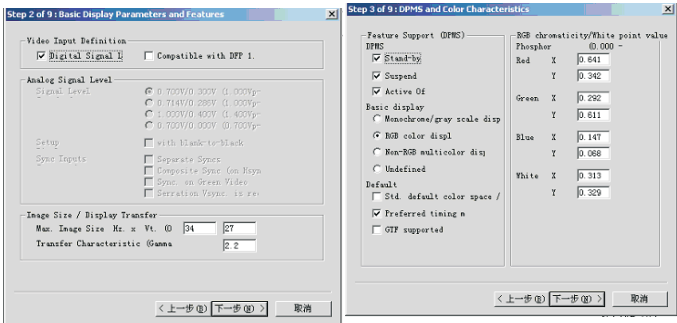 Step 2 of 9 : Basic Display Parameters and Features
Video Input Definition
Digital Signal l
Compatible with DFP 1.
Analog Signal Level
Signal Level
0.700V/0.300V (1.000Vp-
0.714V/0.286V (1.000Vp-
1.000V/0.400V (1.400Vp-
0.700V/0.000V (0.700Vp-
Setup
with blank-to-black
Sync Inputs
Separate Syncs
Composite Sync (on Hsyn
Sync. on Green Video
Serration Vsync. is re
Image Size / Display Transfer
Max. Image Size Hz. x Vt. (0 34 27
Transfer Characteristic (Gamma 2.2
< 上一步(B) 下一步(N) > 取消
Step 3 of 9 : DPMS and Color Characteristics
Feature Support (DPMS)
DPMS
Stand-by
Suspend
Active Of
Basic display
Monochrome/gray scale disp
RGB color displ
Non-RGB multicolor disp
Undefined
Default
Std. default color space /
Preferred timing m
GTF supported
RGB chromaticity/White point value
Phosphor (0.000 -
Red X 0.641
Y 0.342
Green X 0.292
Y 0.611
Blue X 0.147
Y 0.068
White X 0.313
Y 0.329
< 上一步(B) 下一步(N) > 取消